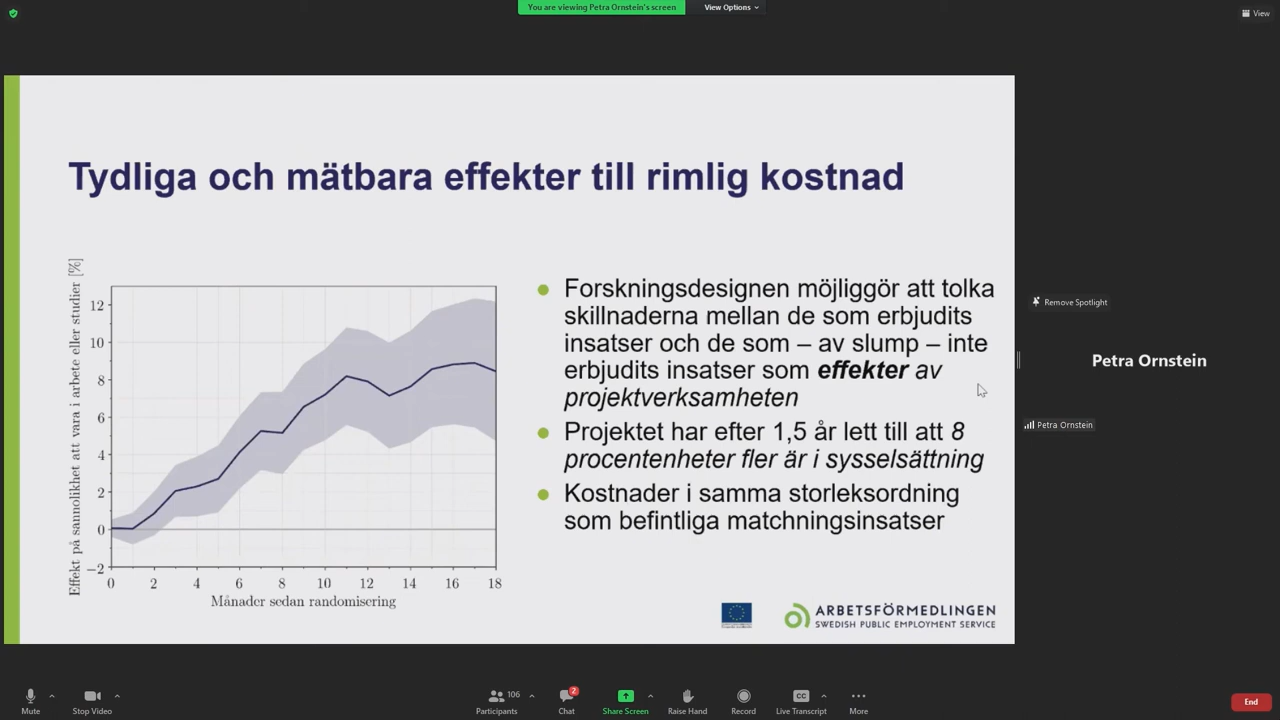 You are viewing Petra Ornstein's screen
View Options
View
Tydliga och mätbara effekter till rimlig kostnad
Effekt på sannolikhet att vara i arbete eller studier [%]
12
10
8
6
4
2
0
−2
0 2 4 6 8 10 12 14 16 18
Månader sedan randomisering
Forskningsdesignen möjliggör att tolka
skillnaderna mellan de som erbjudits
insatser och de som – av slump – inte
erbjudits insatser som effekter av
projektverksamheten
Projektet har efter 1,5 år lett till att 8
procentenheter fler är i sysselsättning
Kostnader i samma storleksordning
som befintliga matchningsinsatser
ARBETSFÖRMEDLINGEN
SWEDISH PUBLIC EMPLOYMENT SERVICE
Remove Spotlight
Petra Ornstein
Petra Ornstein
Mute
Stop Video
106
Participants
2
Chat
Share Screen
Raise Hand
Record
CC
Live Transcript
More
End